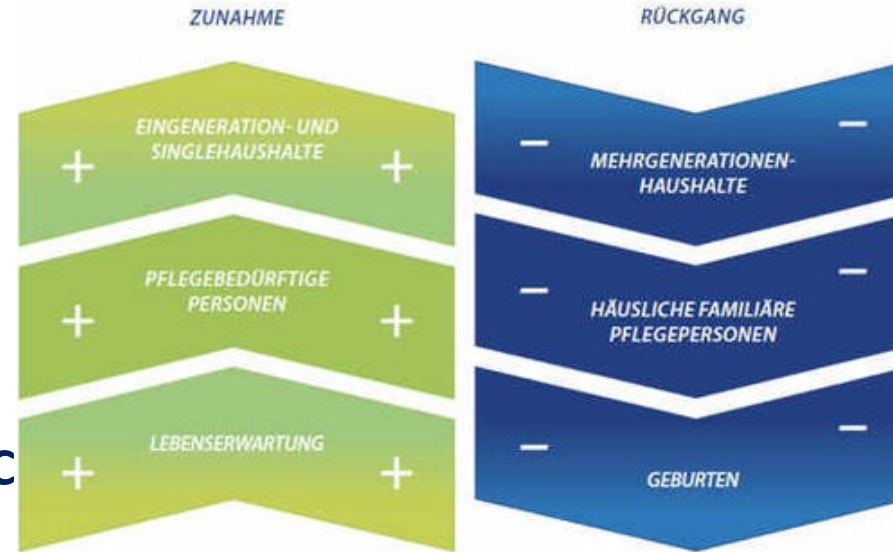 ZUNAHME
EINGENERATION- UND
SINGLEHAUSHALTE
+ +
PFLEGEBEDÜRFTIGE
PERSONEN
+ +
LEBENSERWARTUNG
+ +
C
RÜCKGANG
– –
MEHRGENERATIONEN-
HAUSHALTE
– –
HÄUSLICHE FAMILIÄRE
PFLEGEPERSONEN
– –
GEBURTEN